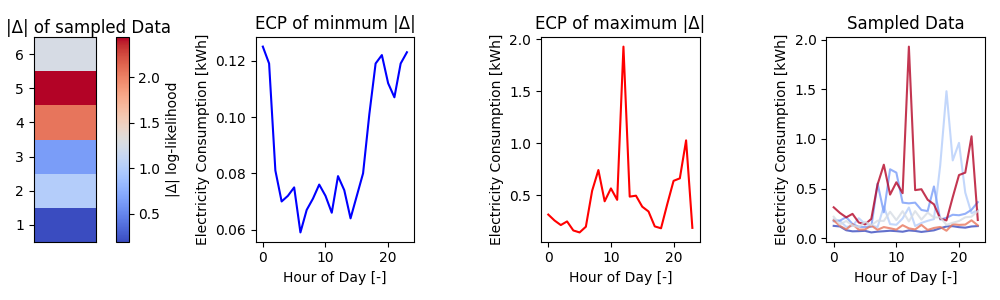 |Δ| of sampled Data
6
5
4
3
2
1
2.0
1.5
1.0
0.5
|Δ| log-likelihood
ECP of minmum |Δ|
Electricity Consumption [kWh]
0.12
0.10
0.08
0.06
0
10
20
Hour of Day [-]
ECP of maximum |Δ|
Electricity Consumption [kWh]
2.0
1.5
1.0
0.5
0
10
20
Hour of Day [-]
Sampled Data
Electricity Consumption [kWh]
2.0
1.5
1.0
0.5
0.0
0
10
20
Hour of Day [-]